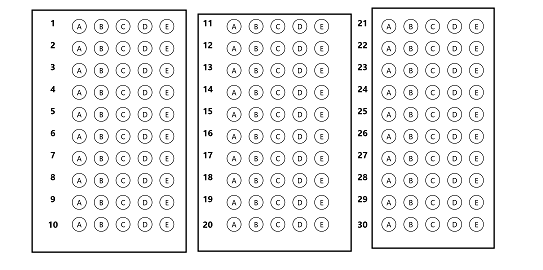 1 A B C D E
2 A B C D E
3 A B C D E
4 A B C D E
5 A B C D E
6 A B C D E
7 A B C D E
8 A B C D E
9 A B C D E
10 A B C D E
11 A B C D E
12 A B C D E
13 A B C D E
14 A B C D E
15 A B C D E
16 A B C D E
17 A B C D E
18 A B C D E
19 A B C D E
20 A B C D E
21 A B C D E
22 A B C D E
23 A B C D E
24 A B C D E
25 A B C D E
26 A B C D E
27 A B C D E
28 A B C D E
29 A B C D E
30 A B C D E